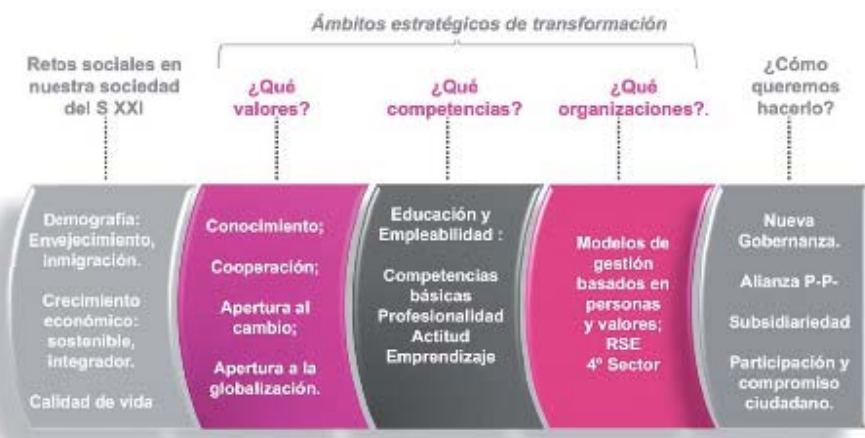 Ámbitos estratégicos de transformación
Retos sociales en
nuestra sociedad
del S XXI
¿Qué
valores?
¿Qué
competencias?
¿Qué
organizaciones?.
¿Cómo
queremos
hacerlo?
Demografía:
Envejecimiento,
inmigración.
Crecimiento
económico:
sostenible,
integrador.
Calidad de vida
Conocimiento;
Cooperación;
Apertura al
cambio;
Apertura a la
globalización.
Educación y
Empleabilidad :
Competencias
básicas
Profesionalidad
Actitud
Emprendizaje
Modelos de
gestión
basados en
personas
y valores;
RSE
4º Sector
Nueva
Gobernanza.
Alianza P-P-
Subsidiariedad
Participación y
compromiso
ciudadano.